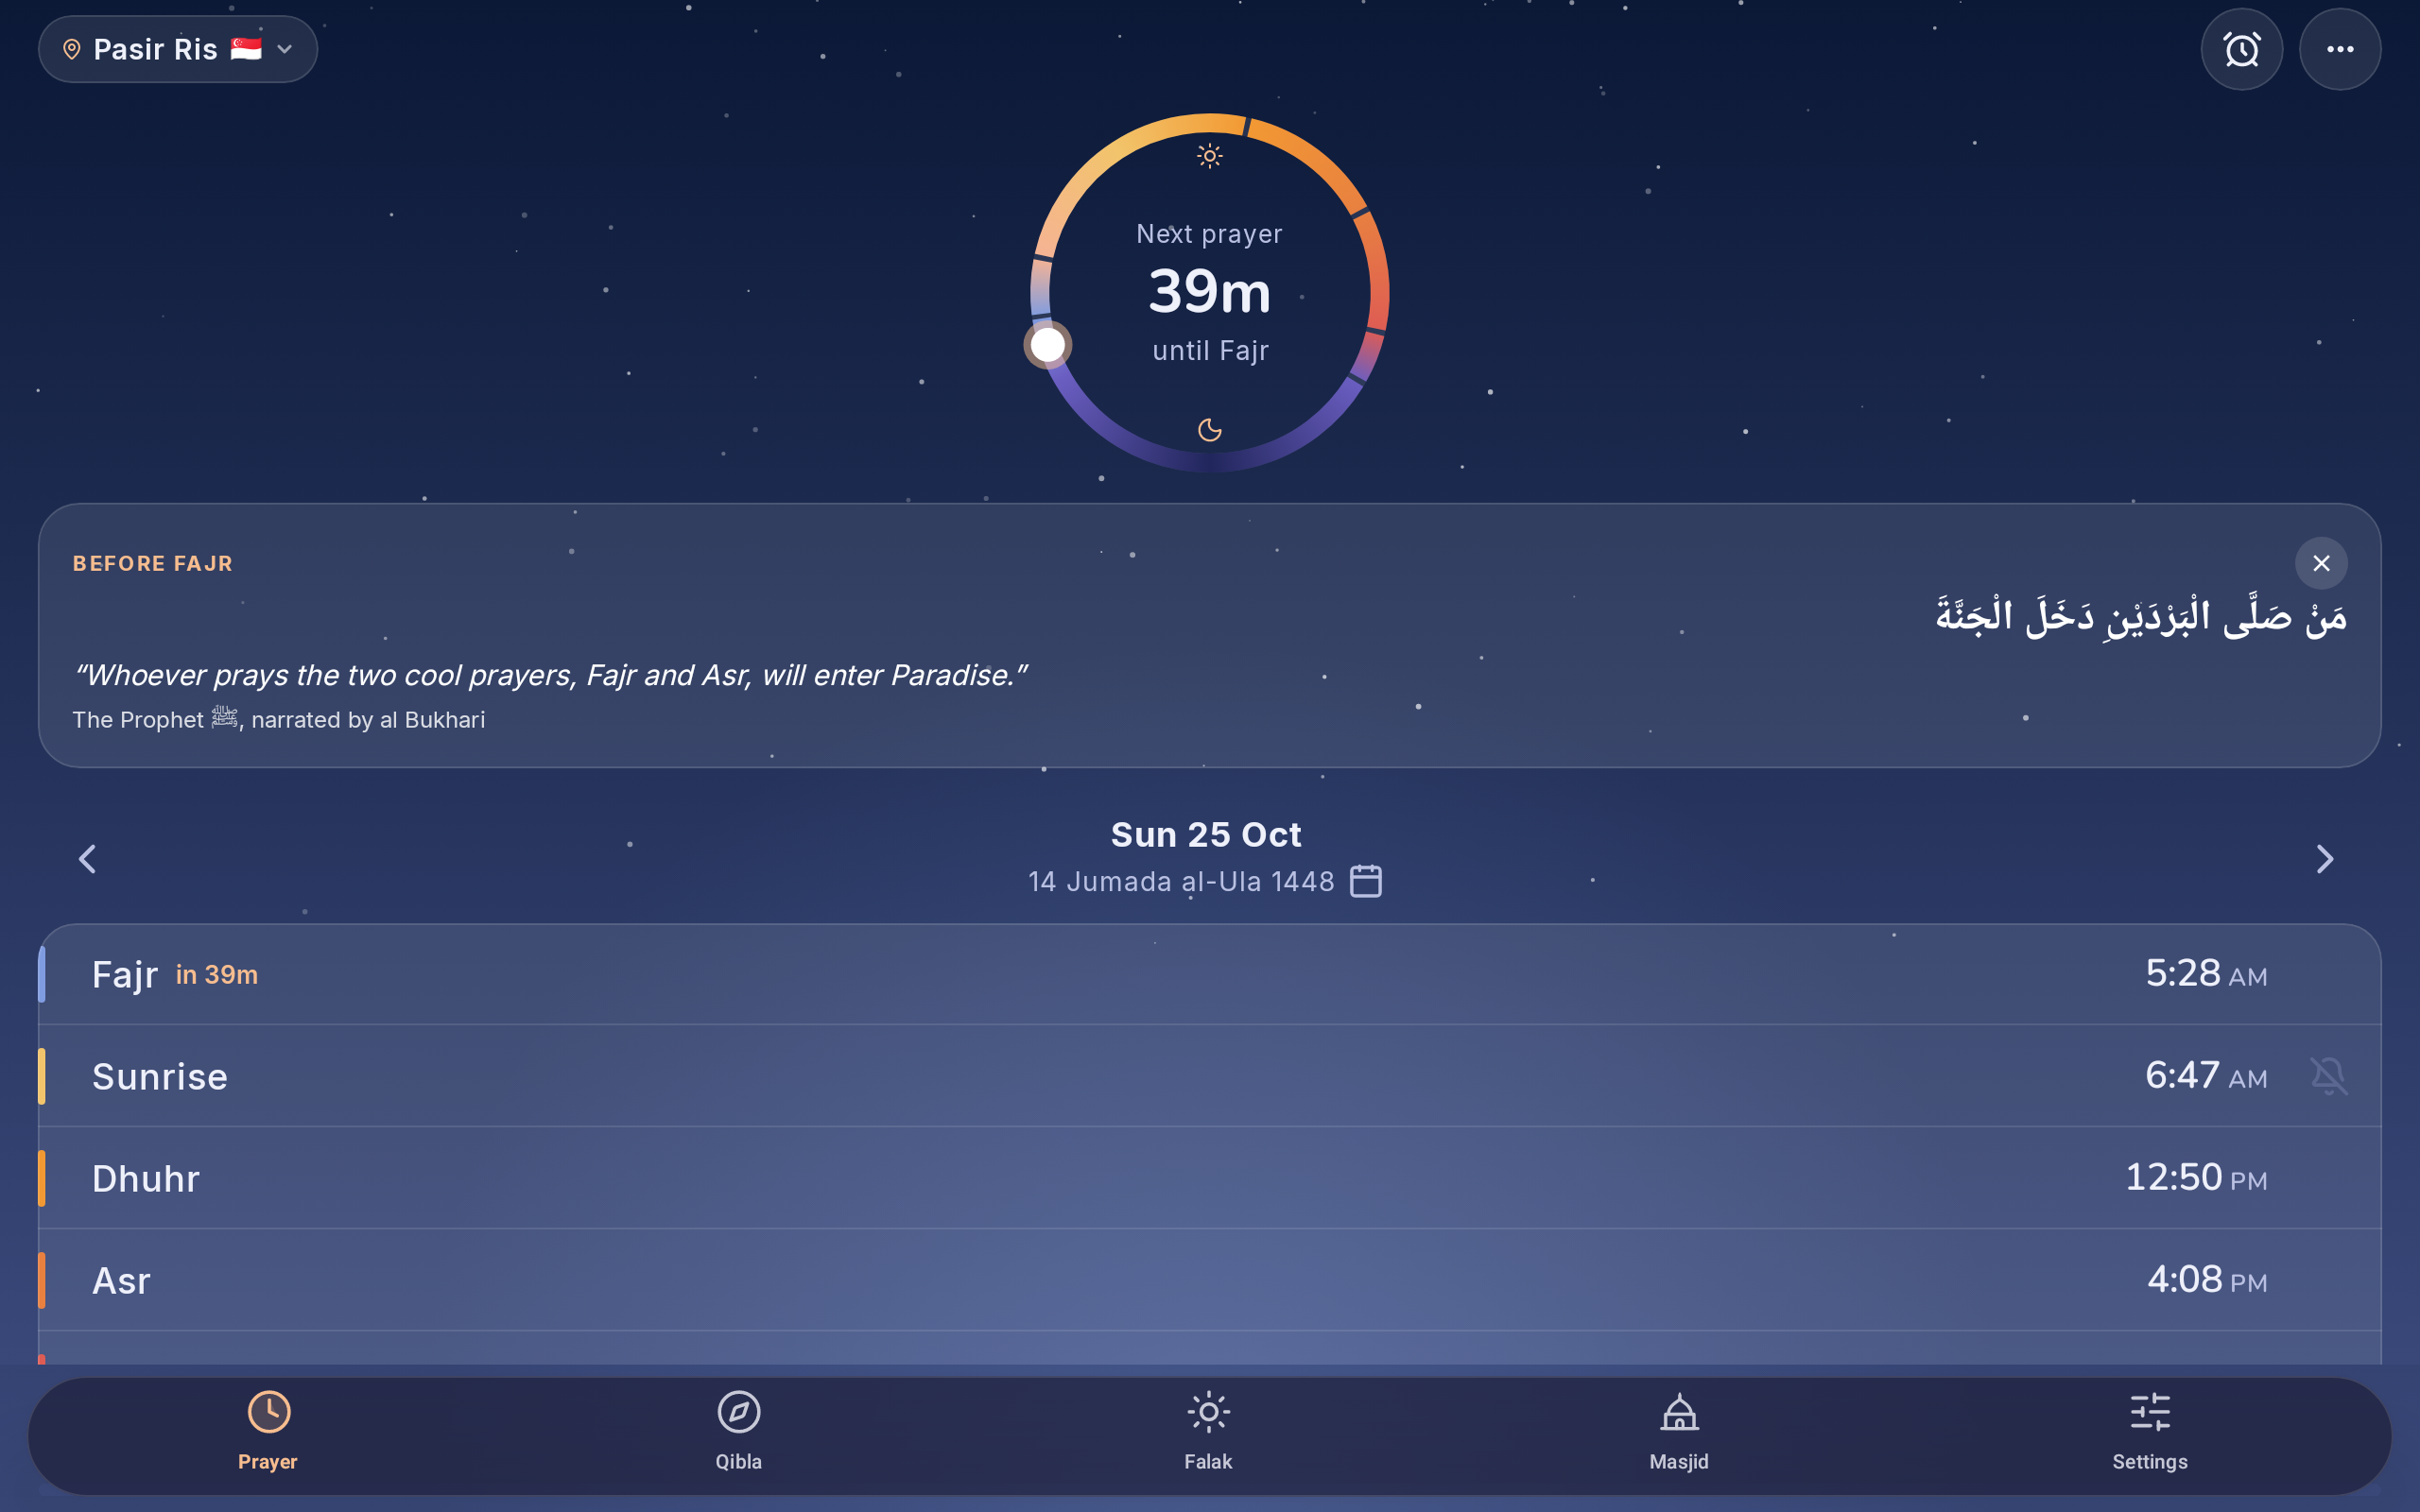 Pasir Ris 🇸🇬
Next prayer
39m
until Fajr
BEFORE FAJR
مَنْ صَلَّى الْبَرْدَيْنِ دَخَلَ الْجَنَّةَ
“Whoever prays the two cool prayers, Fajr and Asr, will enter Paradise.”
The Prophet ﷺ, narrated by al Bukhari
Sun 25 Oct
14 Jumada al-Ula 1448
Fajr in 39m 5:28 AM
Sunrise 6:47 AM
Dhuhr 12:50 PM
Asr 4:08 PM
Prayer Qibla Falak Masjid Settings